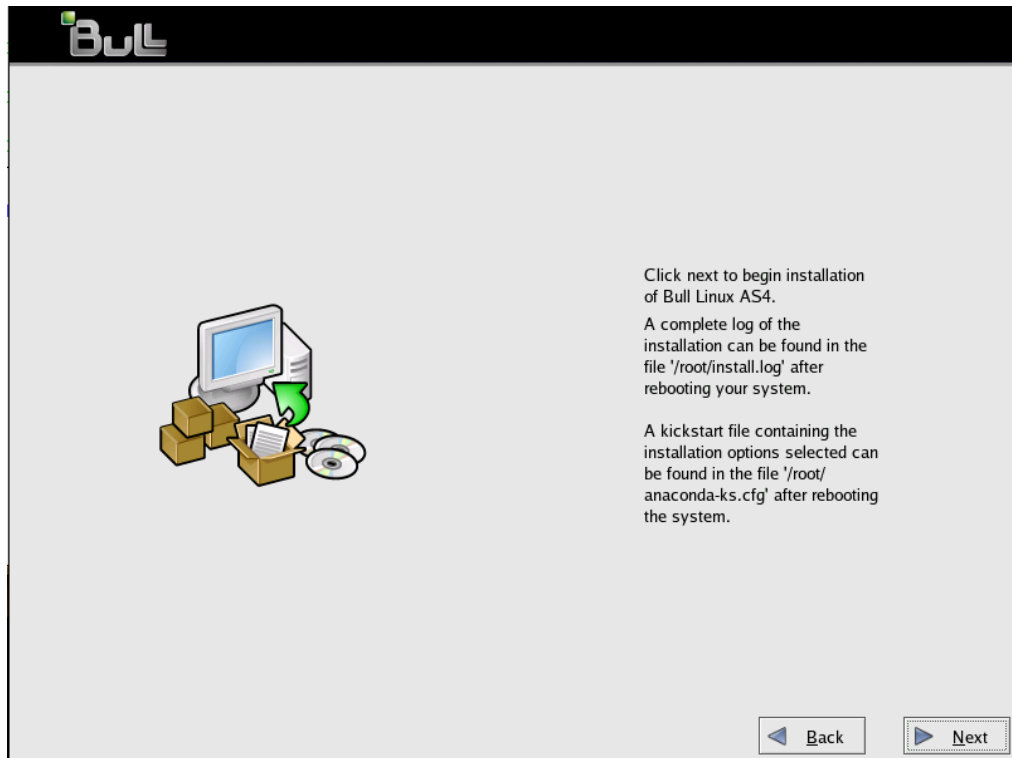 Bull
Click next to begin installation
of Bull Linux AS4.
A complete log of the
installation can be found in the
file '/root/install.log' after
rebooting your system.
A kickstart file containing the
installation options selected can
be found in the file '/root/
anaconda-ks.cfg' after rebooting
the system.
Back
Next